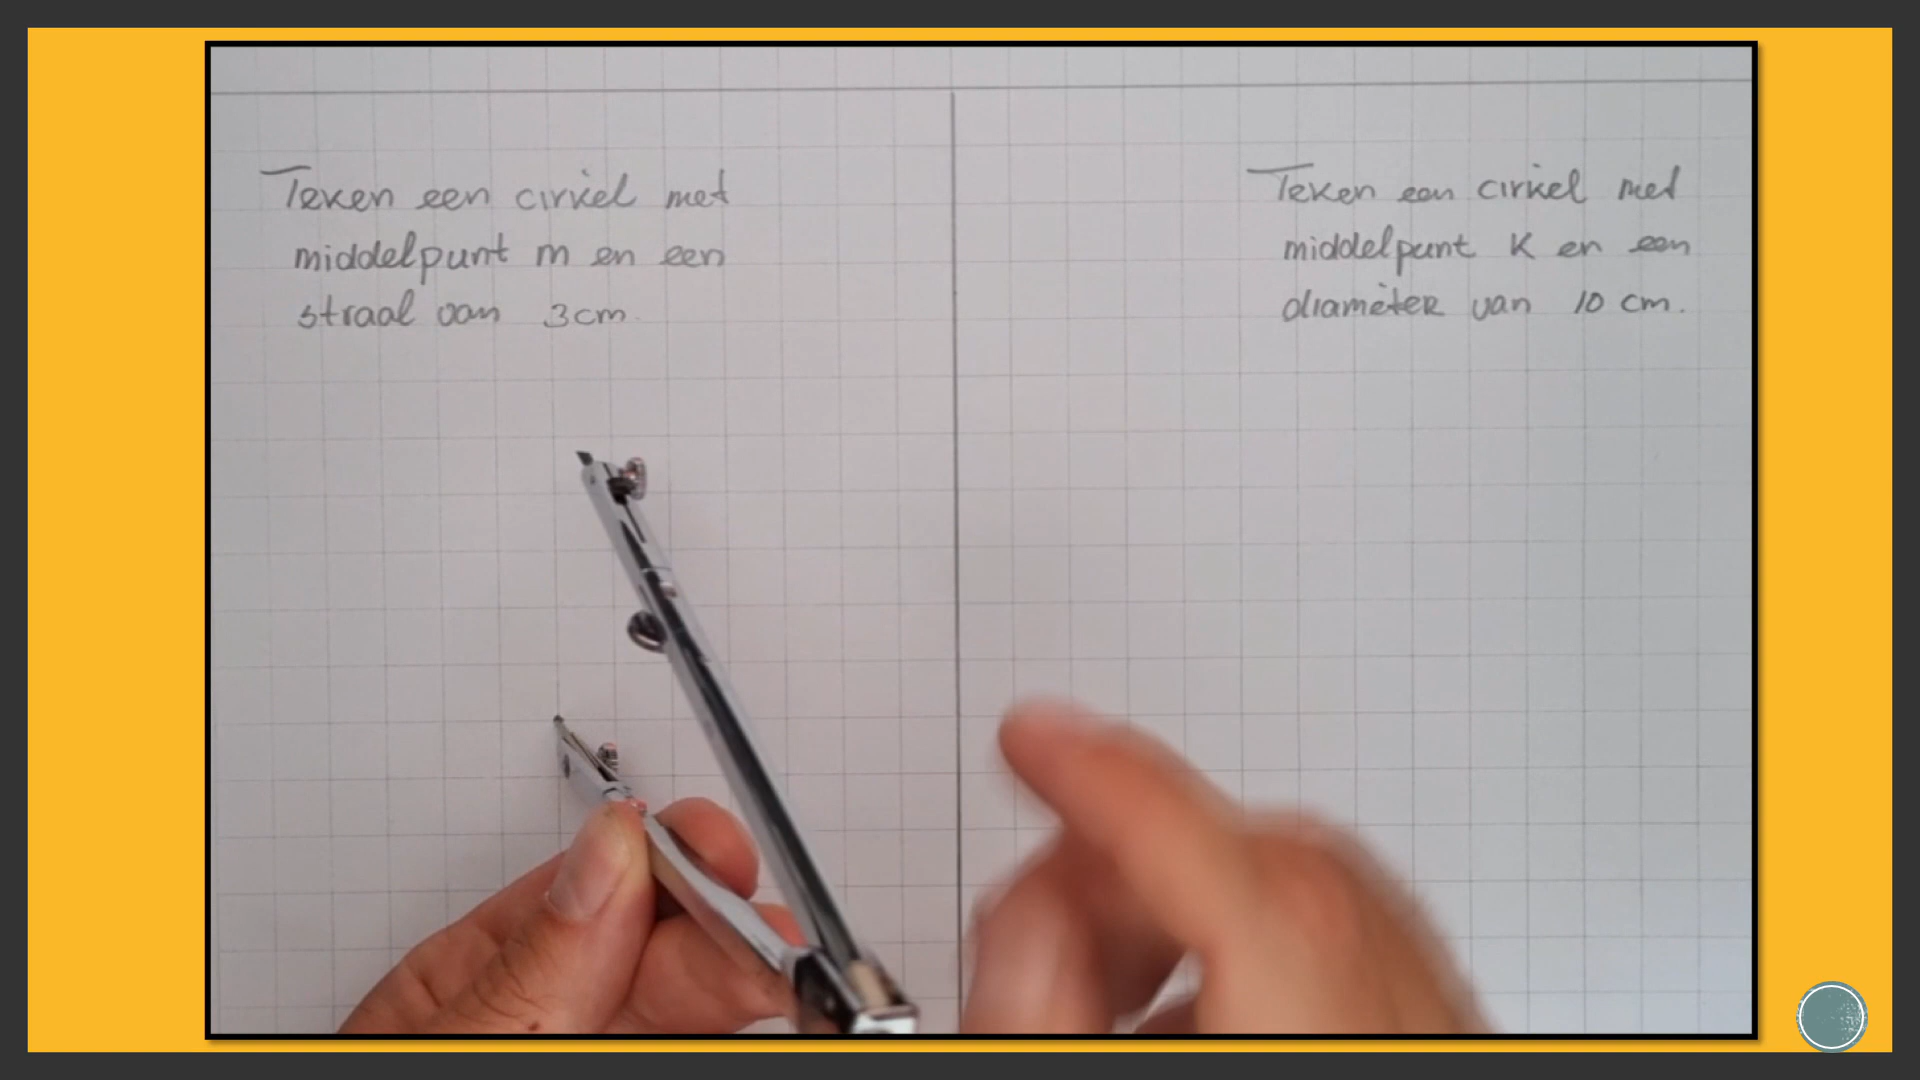 Teken een cirkel met
middelpunt m en een
straal van 3cm.
Teken een cirkel met
middelpunt K en een
diameter van 10 cm.